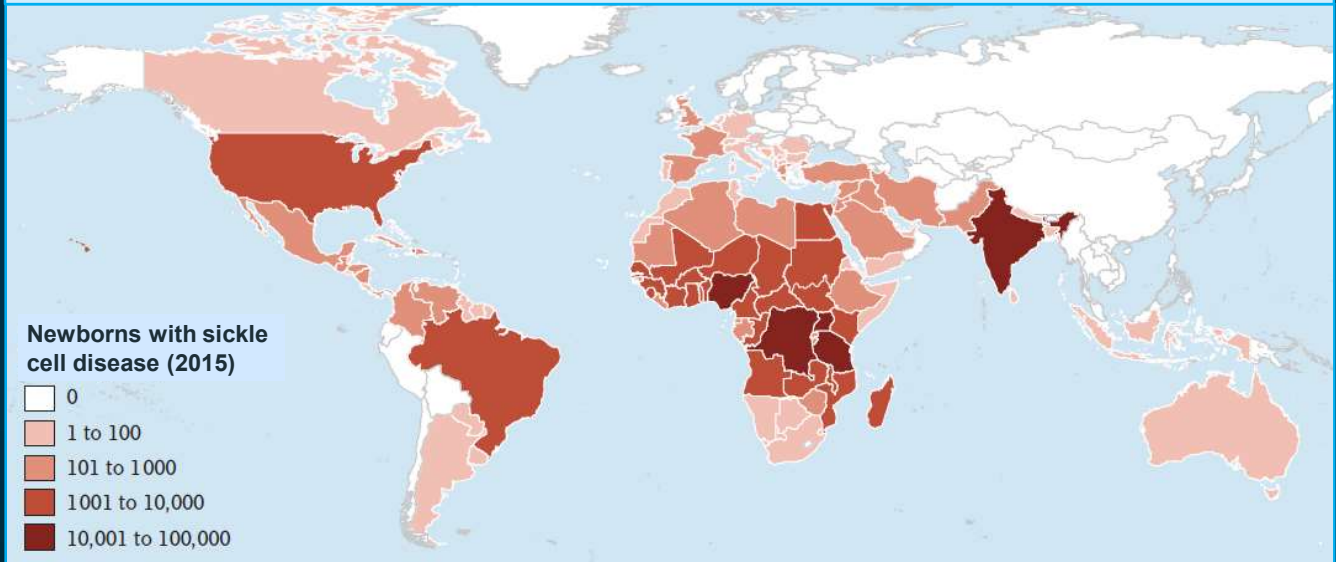 Newborns with sickle
cell disease (2015)
0
1 to 100
101 to 1000
1001 to 10,000
10,001 to 100,000